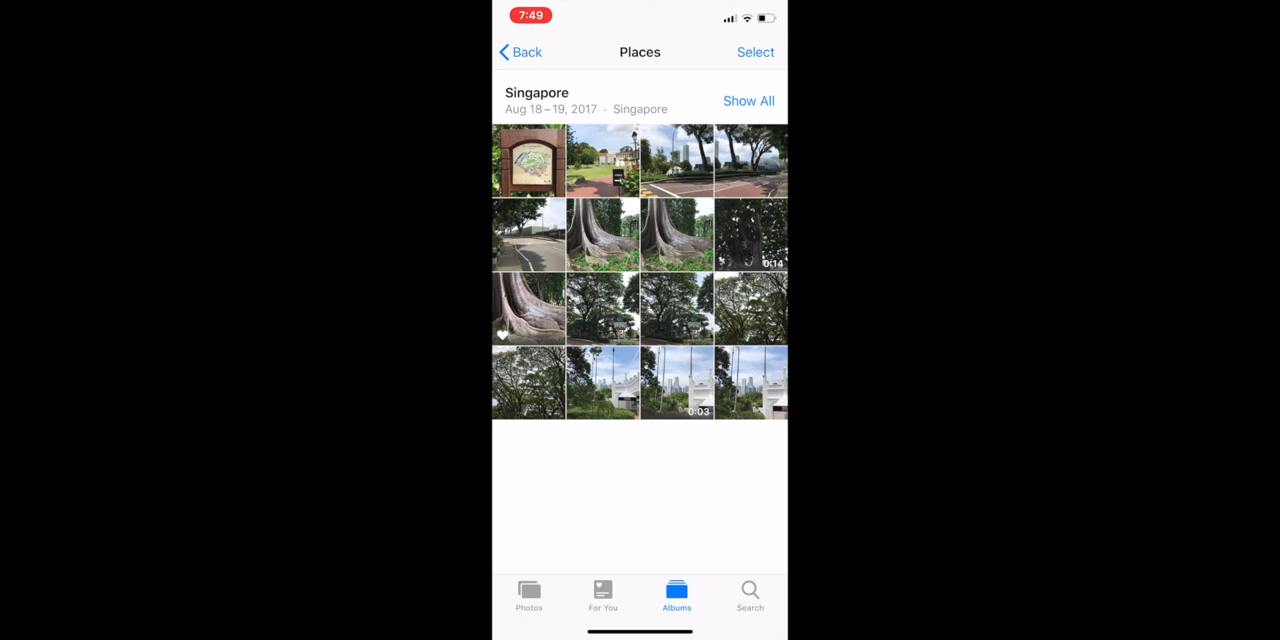 7:49
Back Places Select
Singapore
Aug 18–19, 2017 · Singapore Show All
0:14
0:03
Photos For You Albums Search